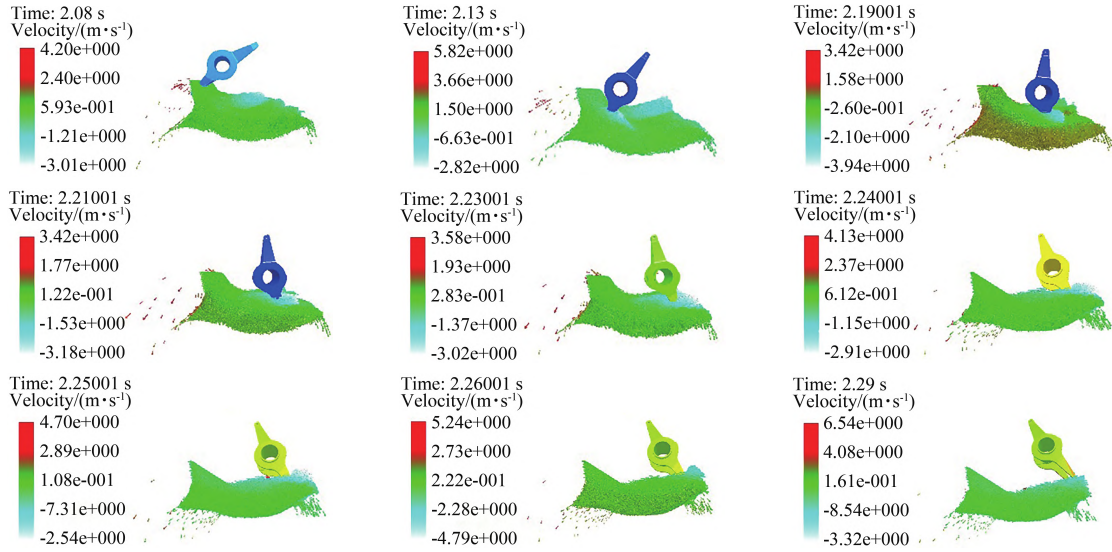 Time: 2.08 s
Velocity/(m·s-1)
4.20e+000
2.40e+000
5.93e-001
-1.21e+000
-3.01e+000
Time: 2.13 s
Velocity/(m·s-1)
5.82e+000
3.66e+000
1.50e+000
-6.63e-001
-2.82e+000
Time: 2.19001 s
Velocity/(m·s-1)
3.42e+000
1.58e+000
-2.60e-001
-2.10e+000
-3.94e+000
Time: 2.21001 s
Velocity/(m·s-1)
3.42e+000
1.77e+000
1.22e-001
-1.53e+000
-3.18e+000
Time: 2.23001 s
Velocity/(m·s-1)
3.58e+000
1.93e+000
2.83e-001
-1.37e+000
-3.02e+000
Time: 2.24001 s
Velocity/(m·s-1)
4.13e+000
2.37e+000
6.12e-001
-1.15e+000
-2.91e+000
Time: 2.25001 s
Velocity/(m·s-1)
4.70e+000
2.89e+000
1.08e-001
-7.31e+000
-2.54e+000
Time: 2.26001 s
Velocity/(m·s-1)
5.24e+000
2.73e+000
2.22e-001
-2.28e+000
-4.79e+000
Time: 2.29 s
Velocity/(m·s-1)
6.54e+000
4.08e+000
1.61e-001
-8.54e+000
-3.32e+000